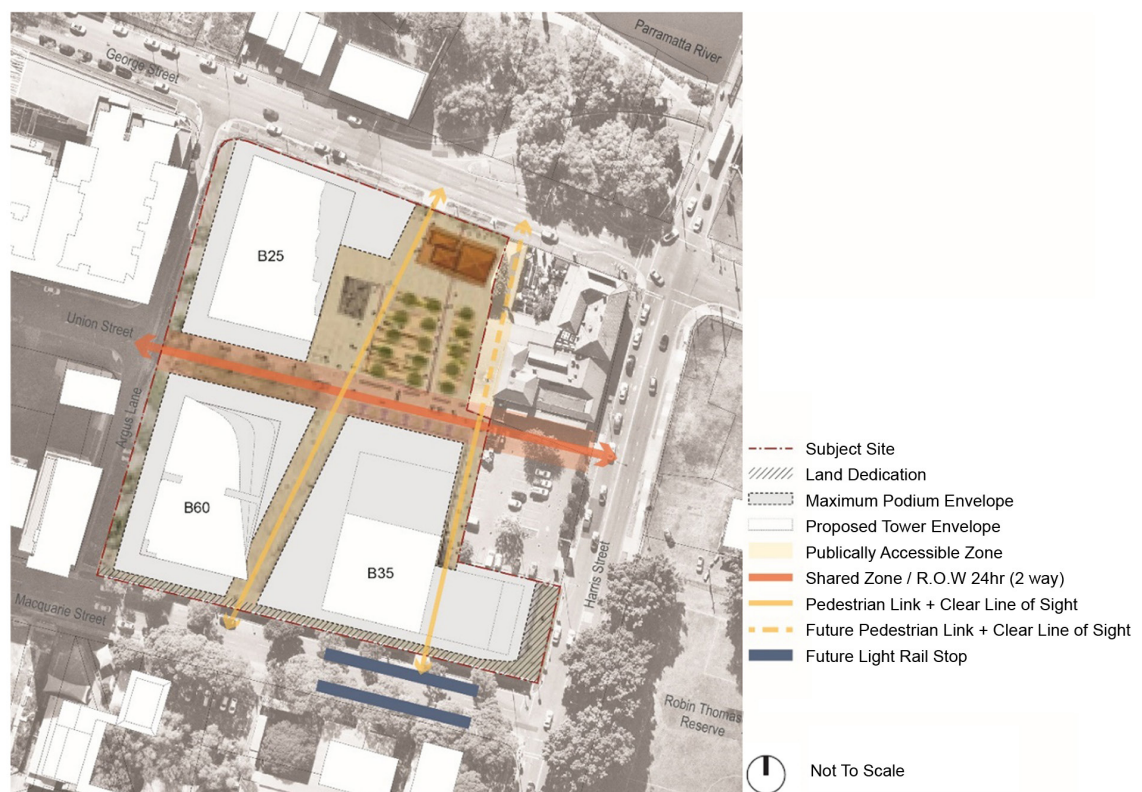 Parramatta River
George Street
B25
Union Street
Argus Lane
B60
B35
Harris Street
Macquarie Street
Robin Thomas
Reserve
Subject Site
Land Dedication
Maximum Podium Envelope
Proposed Tower Envelope
Publically Accessible Zone
Shared Zone / R.O.W 24hr (2 way)
Pedestrian Link + Clear Line of Sight
Future Pedestrian Link + Clear Line of Sight
Future Light Rail Stop
Not To Scale